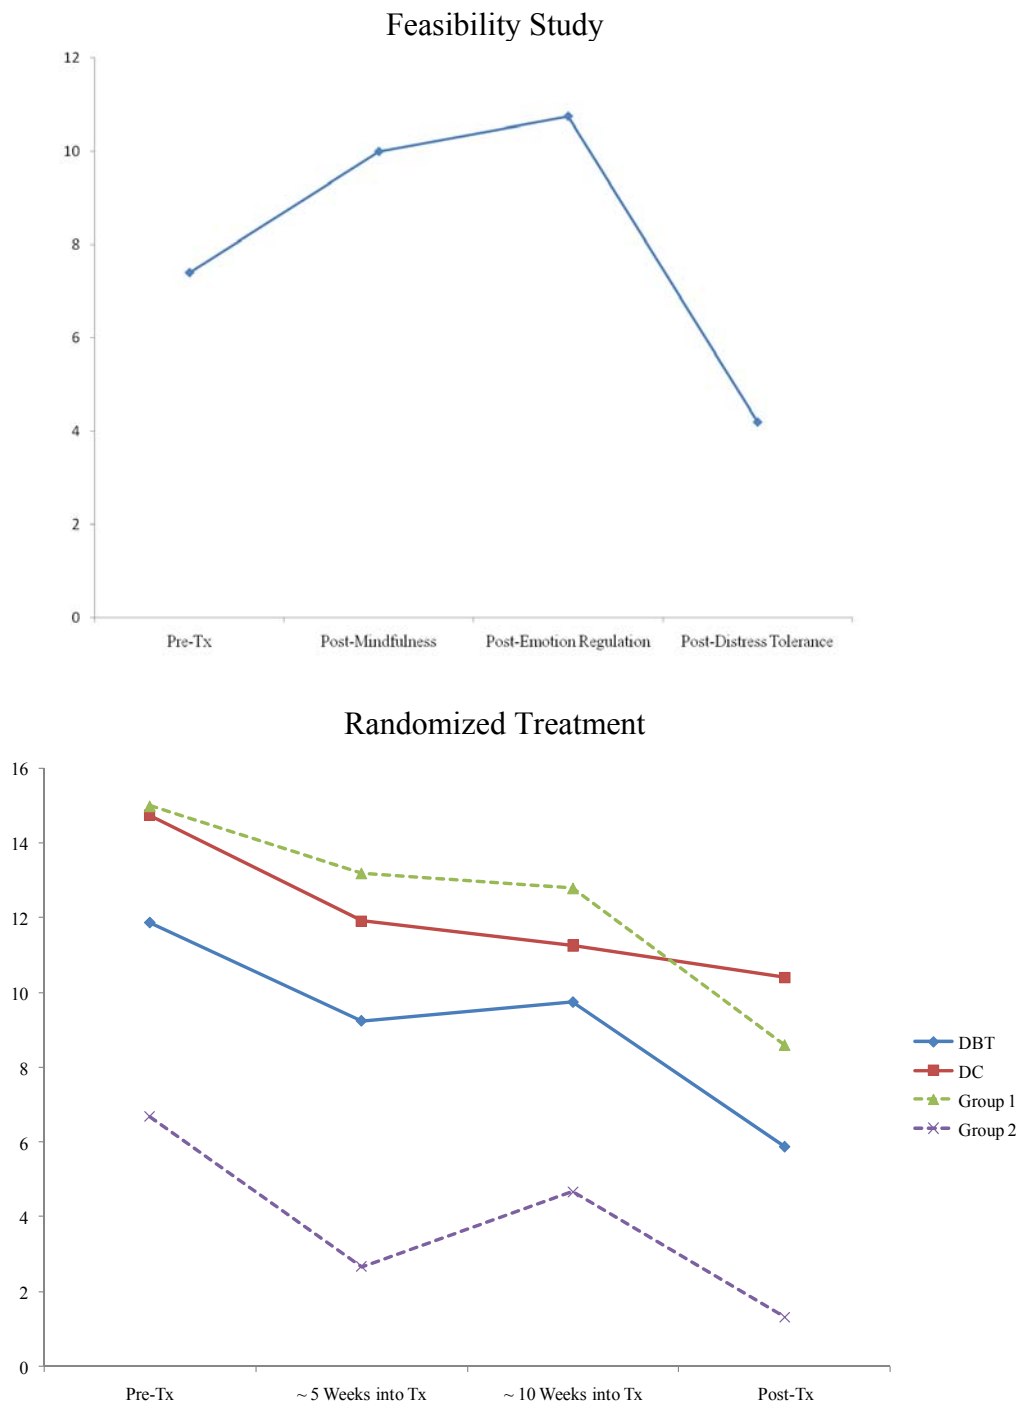 Feasibility Study
12
10
8
6
4
2
0
Pre-Tx Post-Mindfulness Post-Emotion Regulation Post-Distress Tolerance
Randomized Treatment
16
14
12
10
8
6
4
2
0
DBT
DC
Group 1
Group 2
Pre-Tx ~ 5 Weeks into Tx ~ 10 Weeks into Tx Post-Tx